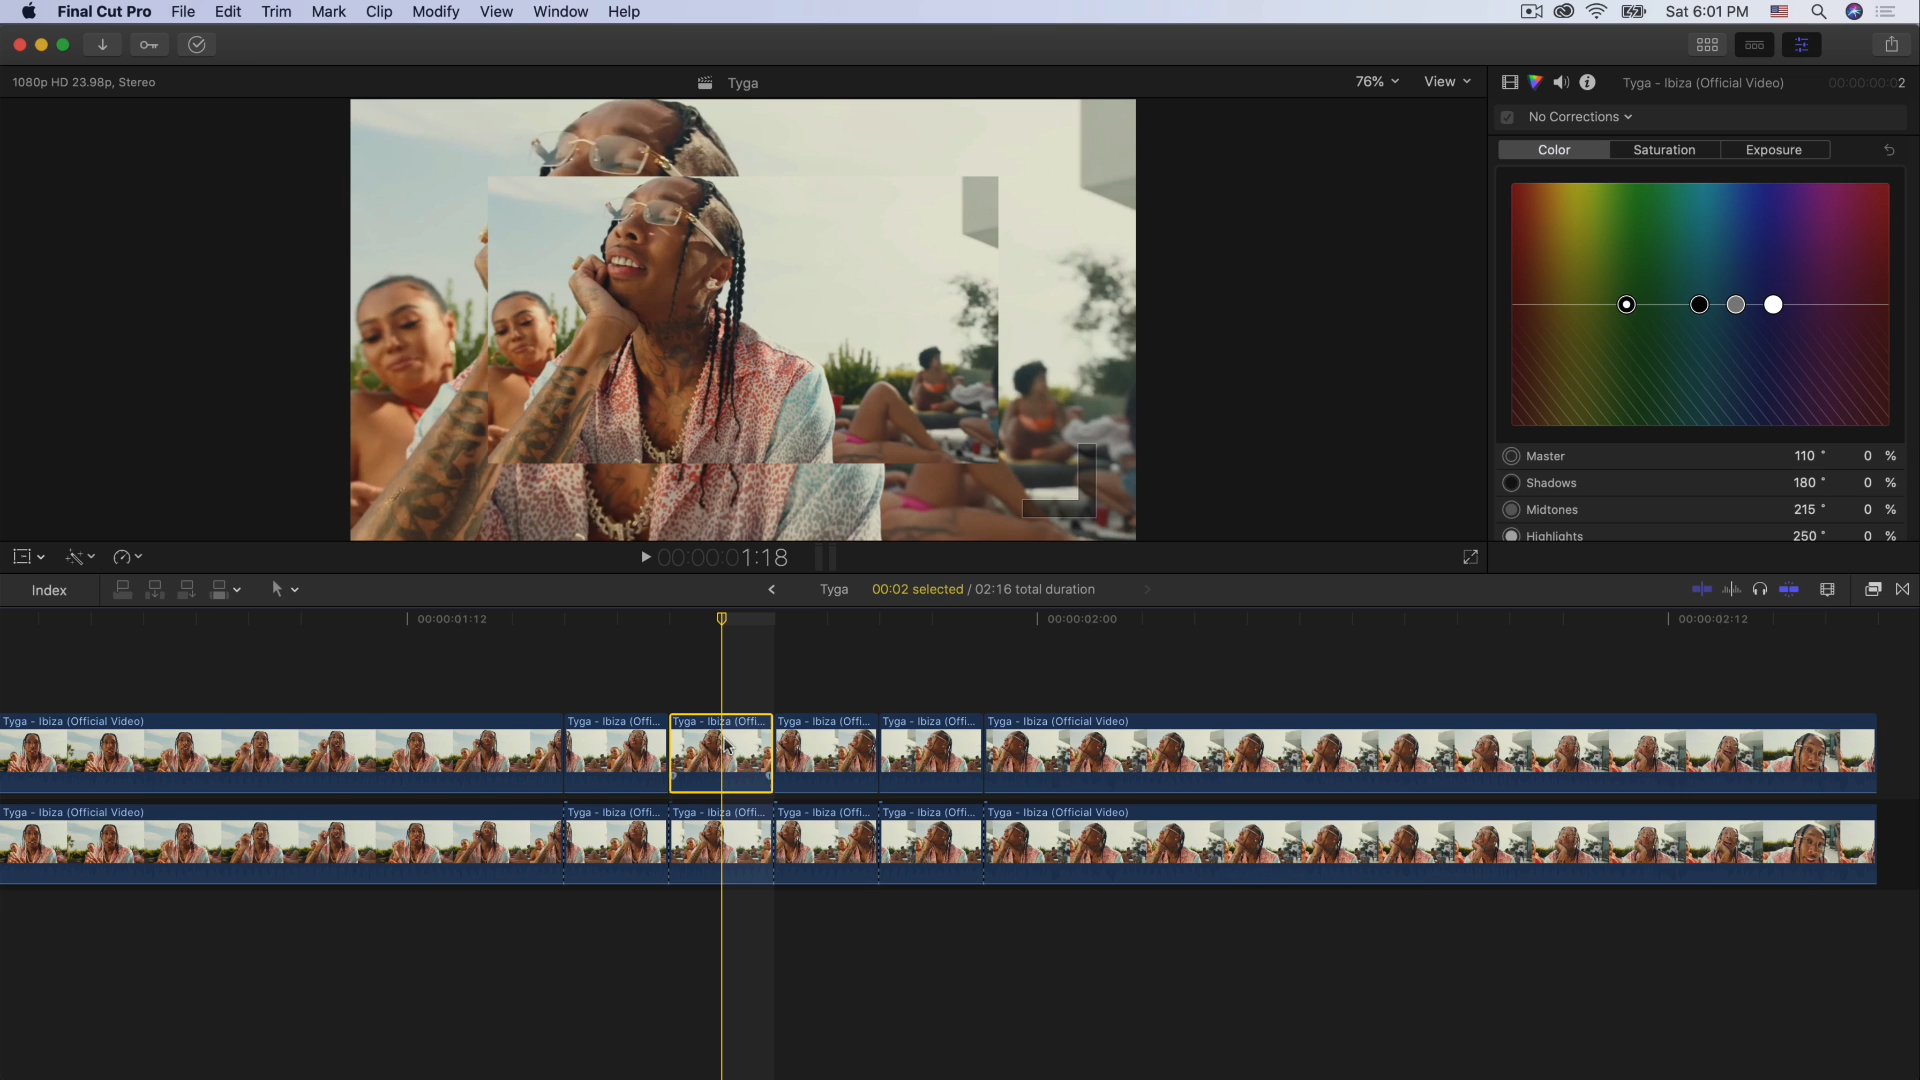 Final Cut Pro File Edit Trim Mark Clip Modify View Window Help Sat 6:01 PM
1080p HD 23.98p, Stereo Tyga 76% View Tyga - Ibiza (Official Video) 00:00:00:02
No Corrections
Color Saturation Exposure
Master 110 ° 0 %
Shadows 180 ° 0 %
Midtones 215 ° 0 %
Highlights 250 ° 0 %
00:00:01:18
Index Tyga 00:02 selected / 02:16 total duration
00:00:01:12 00:00:02:00 00:00:02:12
Tyga - Ibiza (Official Video) Tyga - Ibiza (Offi... Tyga - Ibiza (Offi... Tyga - Ibiza (Offi... Tyga - Ibiza (Offi... Tyga - Ibiza (Official Video)
Tyga - Ibiza (Official Video) Tyga - Ibiza (Offi... Tyga - Ibiza (Offi... Tyga - Ibiza (Offi... Tyga - Ibiza (Offi... Tyga - Ibiza (Official Video)